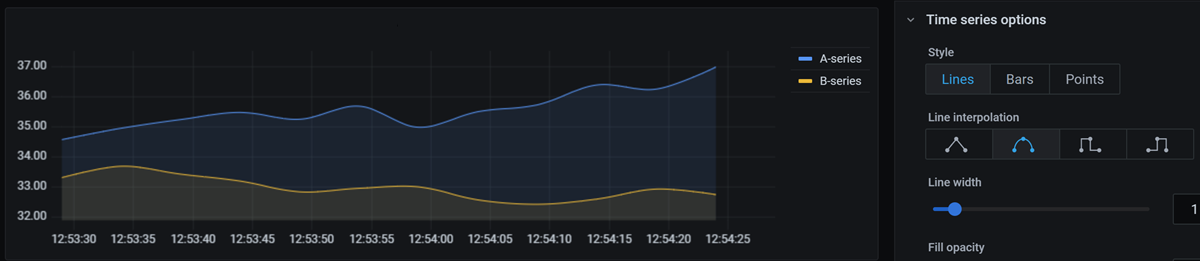 37.00
36.00
35.00
34.00
33.00
32.00
12:53:30 12:53:35 12:53:40 12:53:45 12:53:50 12:53:55 12:54:00 12:54:05 12:54:10 12:54:15 12:54:20 12:54:25
A-series
B-series
Time series options
Style
Lines Bars Points
Line interpolation
Line width
1
Fill opacity